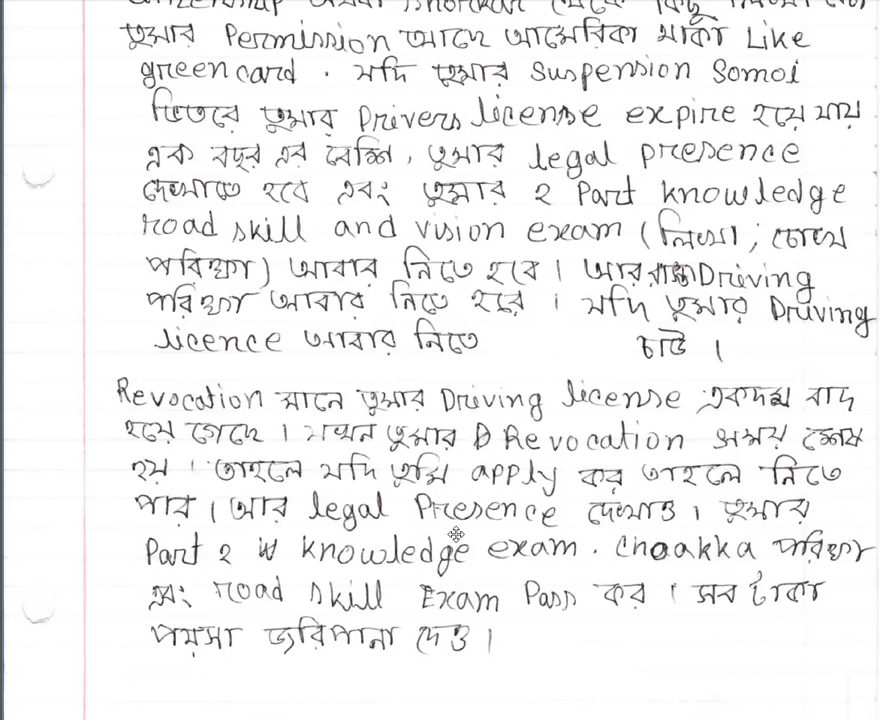 তুমার Permission আছে আমেরিকা থাকা Like
green card. যদি তুমার suspension Somoi
ভিতরে তুমার Drivers license expire হয়ে যায়
এক বছর এর বেশি, তুমার legal presence
দেখাতে হবে এবং তুমার ২ Part knowledge
road skill and vision exam (লিখা, চোখে
পরিক্ষা) আবার নিতে হবে। আর রাস্তা Driving
পরিক্ষা আবার নিতে হবে। যদি তুমার Driving
licence আবার নিতে চাই।
Revocation মানে তুমার Driving license একদম বাদ
হয়ে গেছে। যখন তুমার D Revocation সময় শেষ
হয়। তাহলে যদি তুমি apply কর তাহলে নিতে
পার। আর legal Presence দেখাও। তুমার
Part 2 knowledge exam. Choakka পরিক্ষা
এবং road skill Exam Pass কর। সব টাকা
পয়সা জরিপানা দেও।